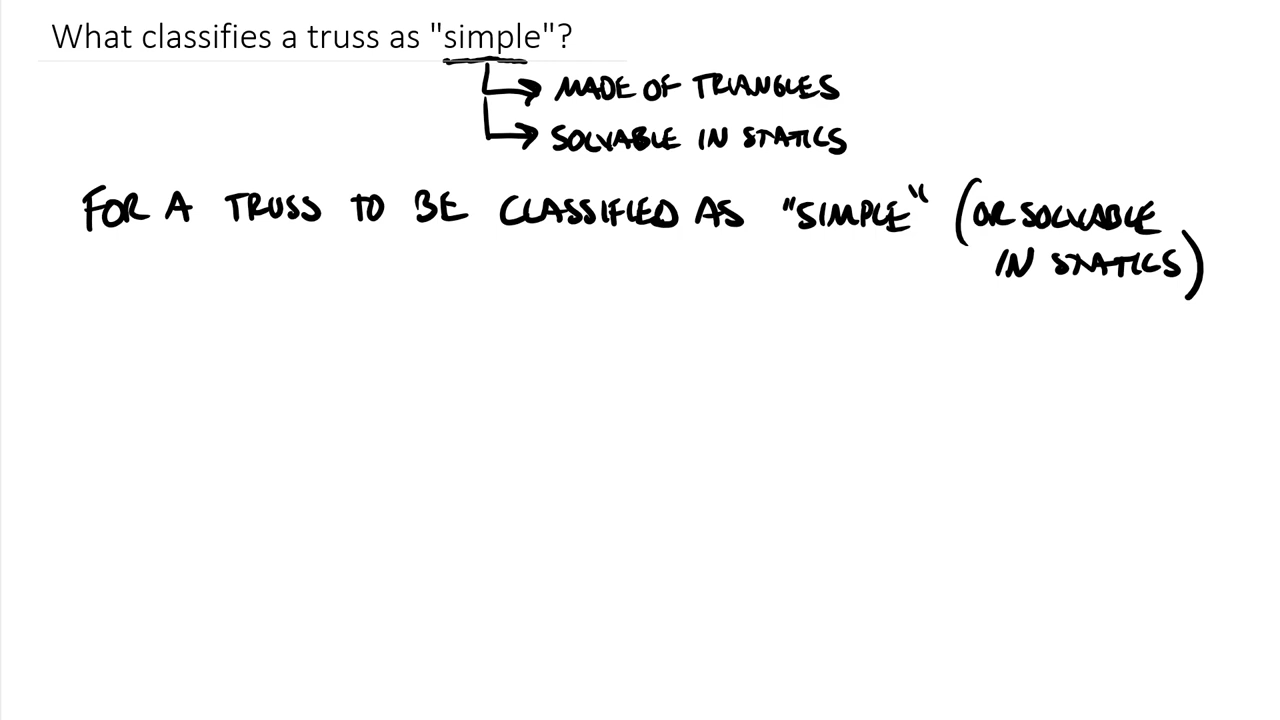 What classifies a truss as "simple"?
MADE OF TRIANGLES
SOLVABLE IN STATICS
FOR A TRUSS TO BE CLASSIFIED AS "SIMPLE" (OR SOLVABLE
IN STATICS)